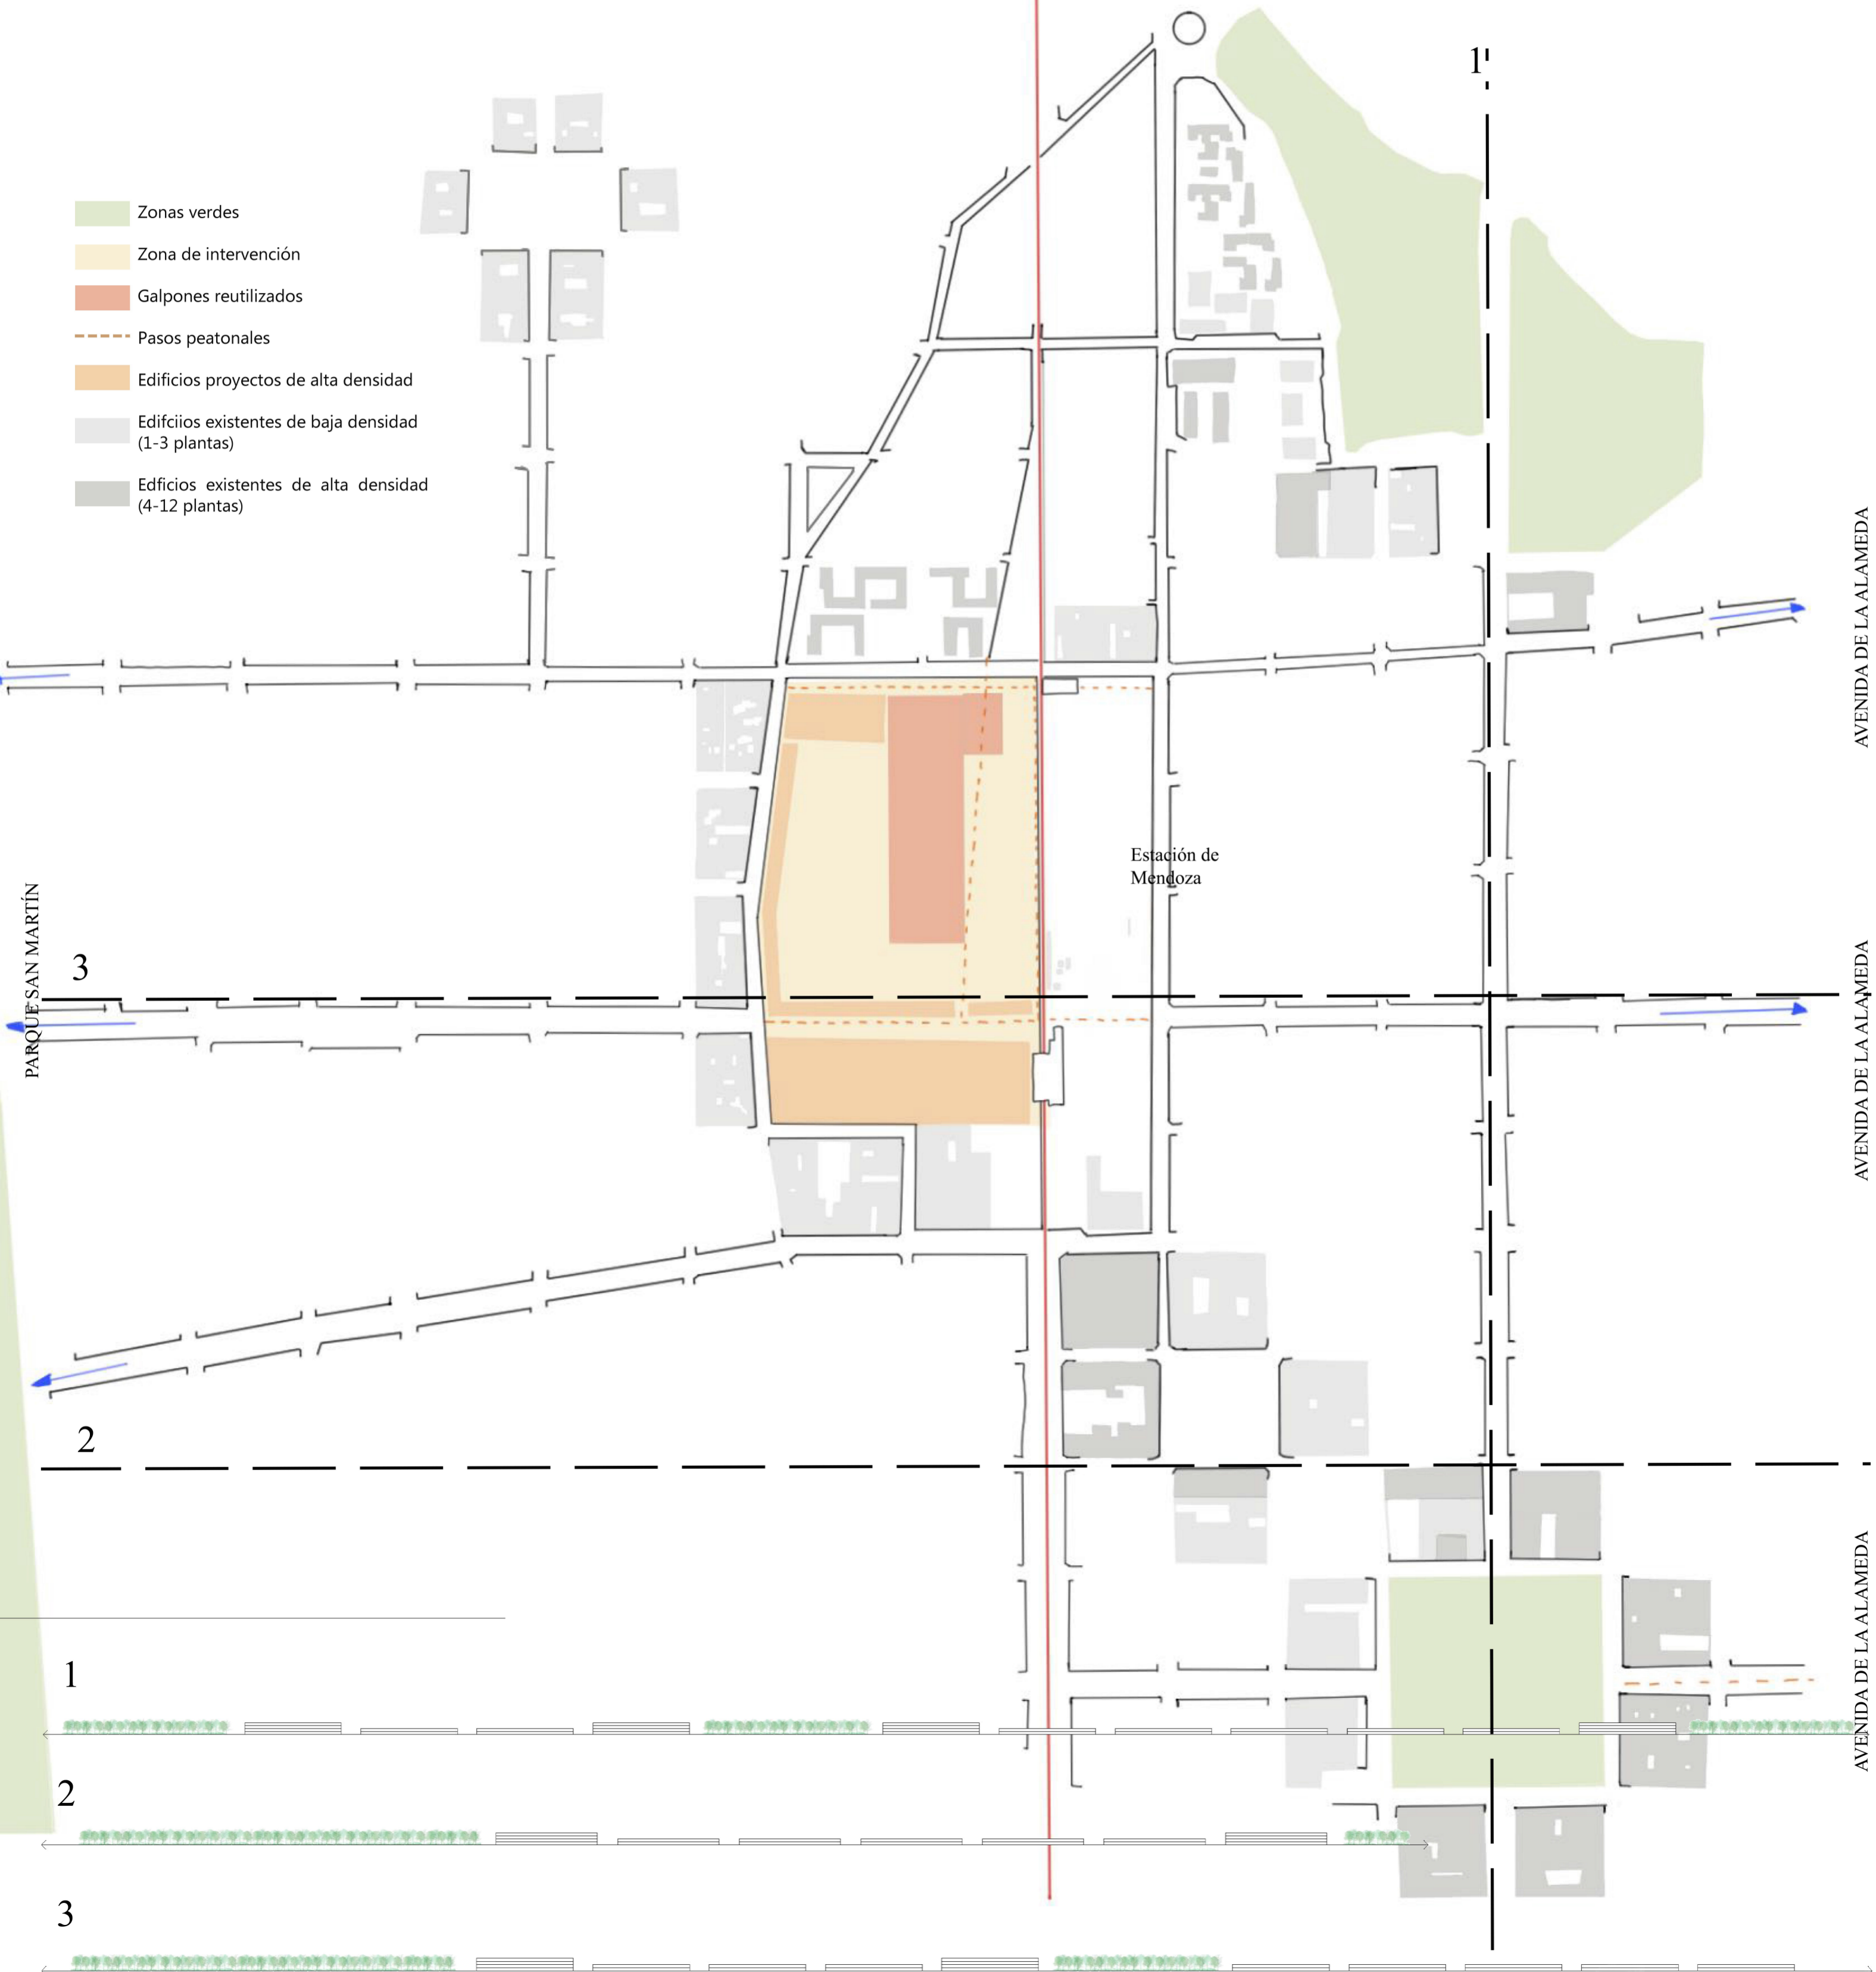 1
Zonas verdes
Zona de intervención
Galpones reutilizados
Pasos peatonales
Edificios proyectos de alta densidad
Edifciios existentes de baja densidad
(1-3 plantas)
Edficios existentes de alta densidad
(4-12 plantas)
AVENIDA DE LA ALAMEDA
Estación de
Mendoza
PARQUE SAN MARTÍN
3
AVENIDA DE LA ALAMEDA
2
AVENIDA DE LA ALAMEDA
1
2
3